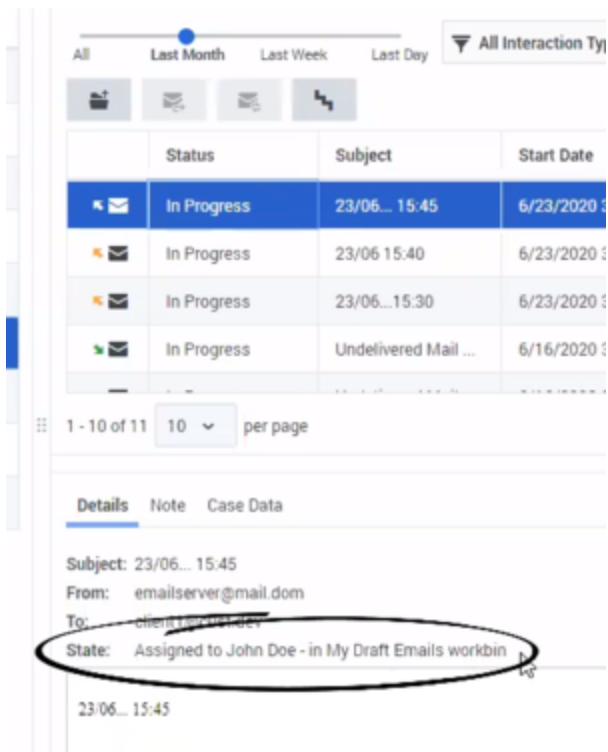 All Last Month Last Week Last Day All Interaction Typ
Status Subject Start Date
In Progress 23/06... 15:45 6/23/2020 3
In Progress 23/06 15:40 6/23/2020 3
In Progress 23/06...15:30 6/23/2020 3
In Progress Undelivered Mail ... 6/16/2020 3
1 - 10 of 11 10 per page
Details Note Case Data
Subject: 23/06... 15:45
From: emailserver@mail.dom
To:
State: Assigned to John Doe - in My Draft Emails workbin
23/06... 15:45